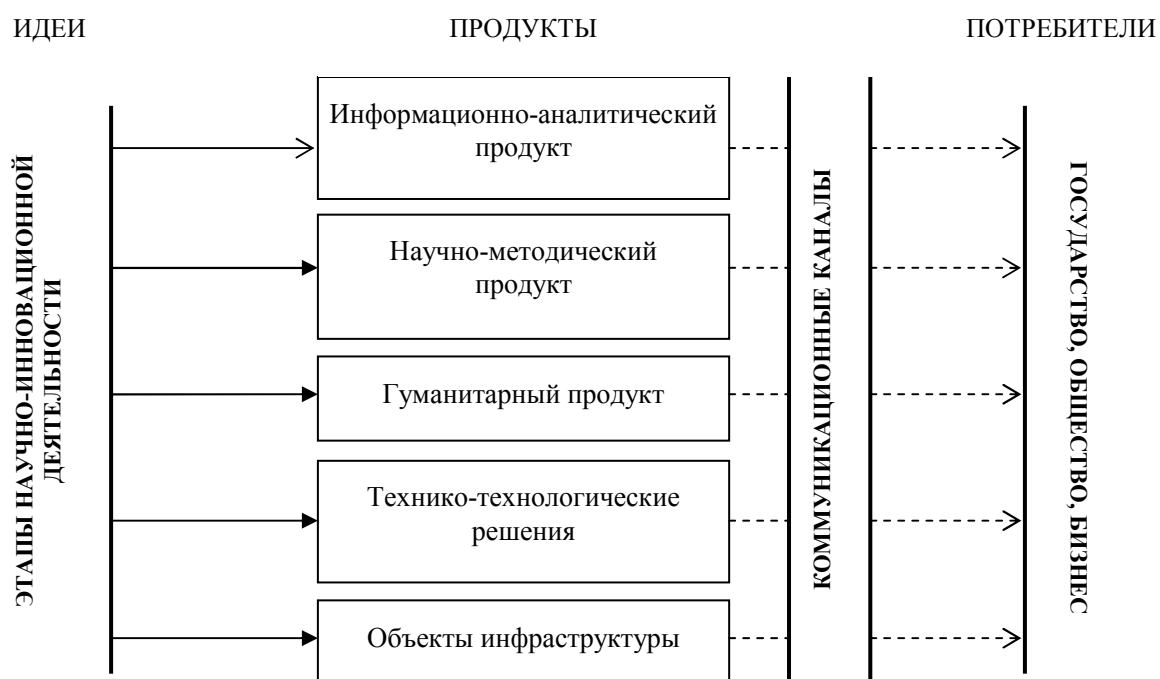 ИДЕИ
ПРОДУКТЫ
ПОТРЕБИТЕЛИ
ЭТАПЫ НАУЧНО-ИННОВАЦИОННОЙ
ДЕЯТЕЛЬНОСТИ
Информационно-аналитический
продукт
Научно-методический
продукт
Гуманитарный продукт
Технико-технологические
решения
Объекты инфраструктуры
КОММУНИКАЦИОННЫЕ КАНАЛЫ
ГОСУДАРСТВО, ОБЩЕСТВО, БИЗНЕС